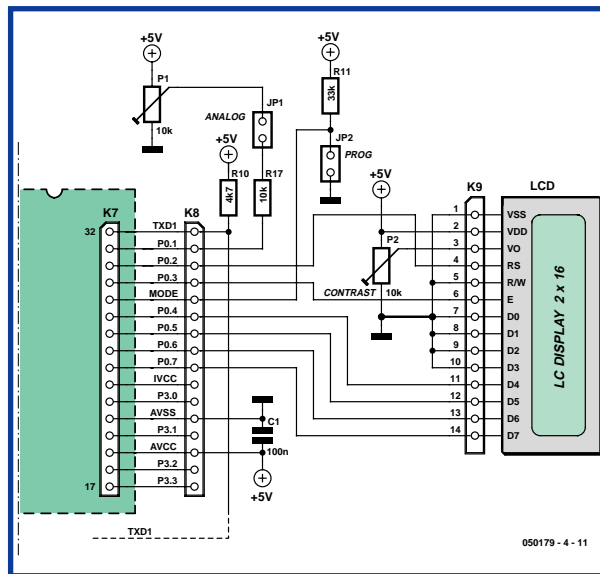 +5V
+5V
P1
R11
33k
JP1
ANALOG
10k
JP2
PROG
+5V
+5V
R10
4k7
R17
10k
K9
LCD
K7
K8
P2
CONTRAST
10k
32 TXD1
P0.1
P0.2
P0.3
MODE
P0.4
P0.5
P0.6
P0.7
IVCC
P3.0
AVSS
P3.1
AVCC
P3.2
17 P3.3
C1
100n
+5V
TXD1
1 VSS
2 VDD
3 VO
4 RS
5 R/W
6 E
7 D0
8 D1
9 D2
10 D3
11 D4
12 D5
13 D6
14 D7
LC DISPLAY 2 x 16
050179 - 4 - 11